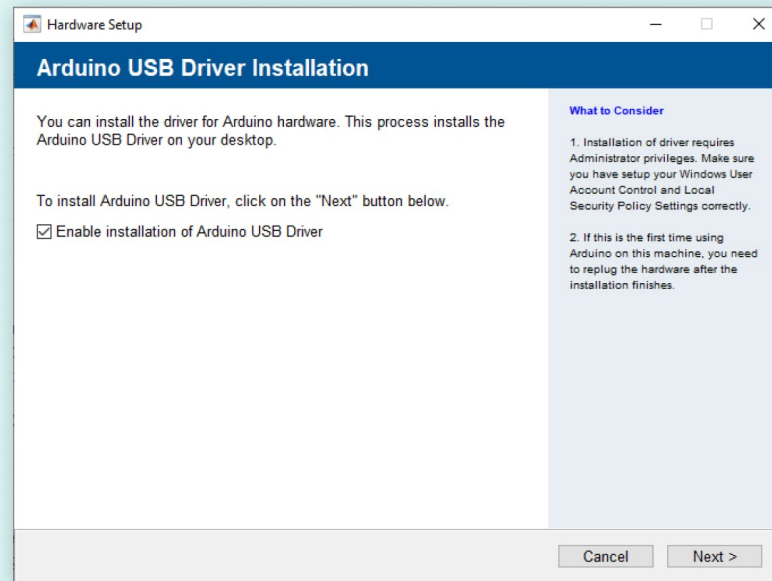 Hardware Setup
Arduino USB Driver Installation
You can install the driver for Arduino hardware. This process installs the
Arduino USB Driver on your desktop.
To install Arduino USB Driver, click on the "Next" button below.
Enable installation of Arduino USB Driver
What to Consider
1. Installation of driver requires
Administrator privileges. Make sure
you have setup your Windows User
Account Control and Local
Security Policy Settings correctly.
2. If this is the first time using
Arduino on this machine, you need
to replug the hardware after the
installation finishes.
Cancel
Next >